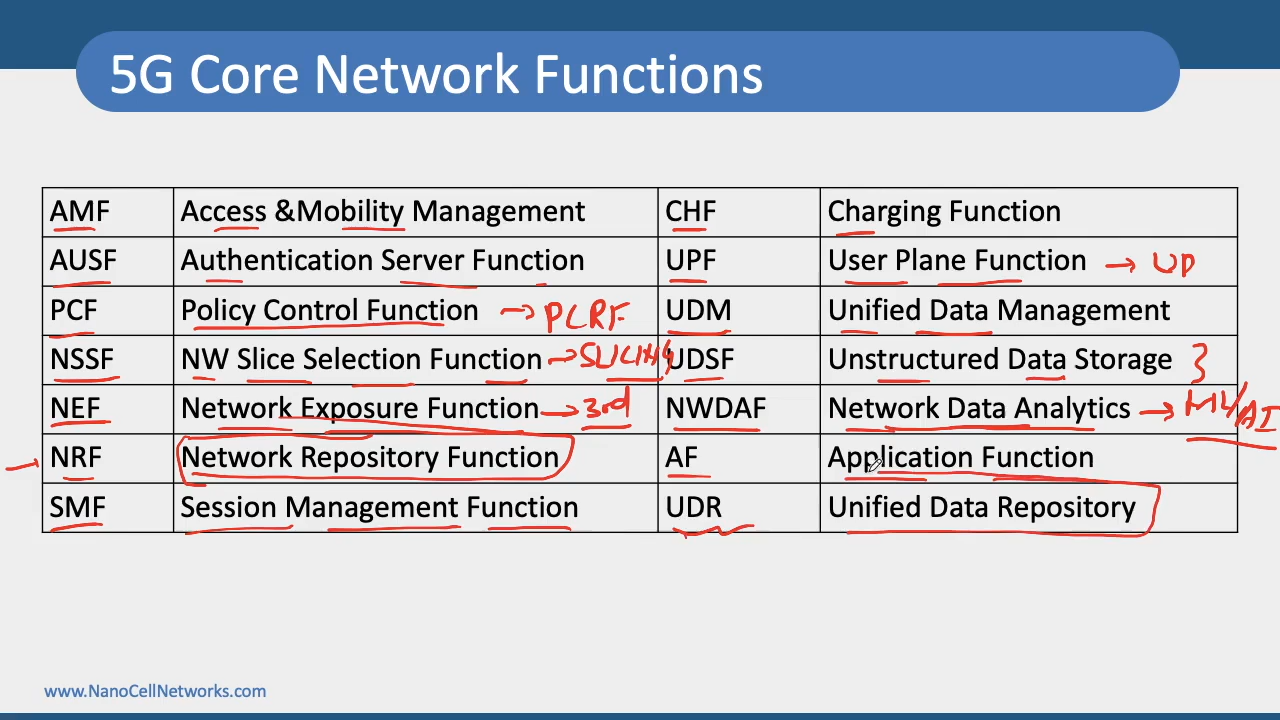 5G Core Network Functions
AMF Access &Mobility Management CHF Charging Function
AUSF Authentication Server Function UPF User Plane Function → UP
PCF Policy Control Function → PCRF UDM Unified Data Management
NSSF NW Slice Selection Function → UDSF Unstructured Data Storage }
NEF Network Exposure Function → 3rd NWDAF Network Data Analytics → ML/AI
NRF Network Repository Function AF Application Function
SMF Session Management Function UDR Unified Data Repository
www.NanoCellNetworks.com